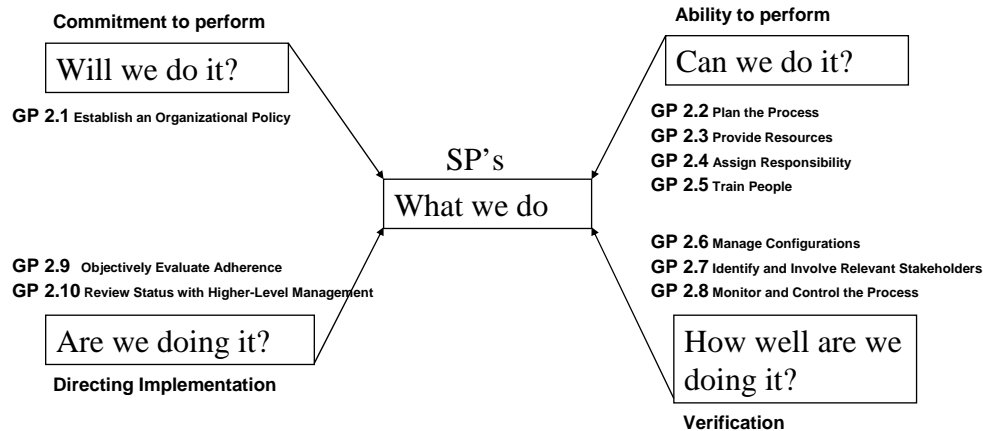 Commitment to perform
Will we do it?
GP 2.1 Establish an Organizational Policy
Ability to perform
Can we do it?
GP 2.2 Plan the Process
GP 2.3 Provide Resources
GP 2.4 Assign Responsibility
GP 2.5 Train People
SP's
What we do
GP 2.9 Objectively Evaluate Adherence
GP 2.10 Review Status with Higher-Level Management
Are we doing it?
Directing Implementation
GP 2.6 Manage Configurations
GP 2.7 Identify and Involve Relevant Stakeholders
GP 2.8 Monitor and Control the Process
How well are we
doing it?
Verification